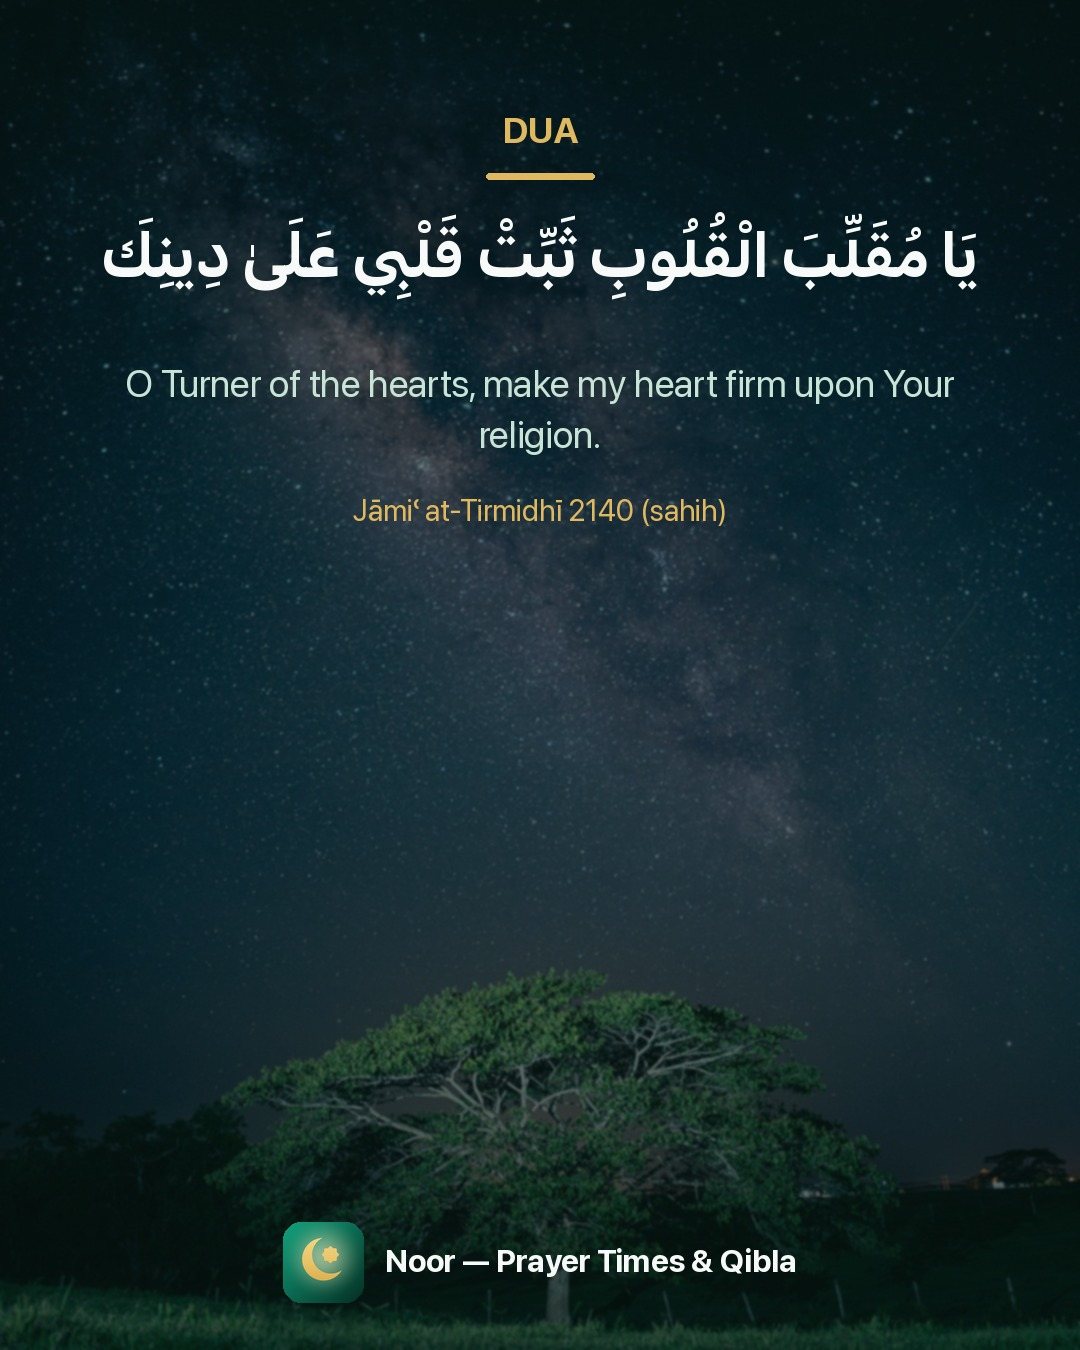 DUA
يَا مُقَلِّبَ الْقُلُوبِ ثَبِّتْ قَلْبِي عَلَىٰ دِينِكَ
O Turner of the hearts, make my heart firm upon Your
religion.
Jāmiʿ at-Tirmidhī 2140 (sahih)
Noor — Prayer Times & Qibla